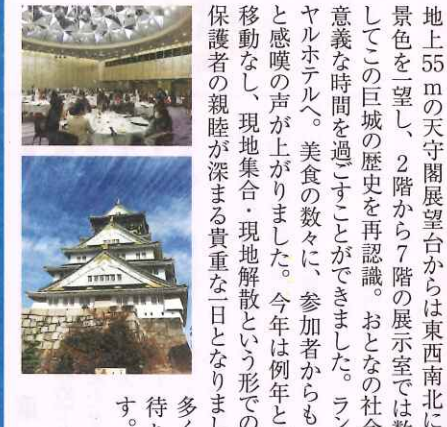 地上55mの天守閣展望台からは東西南北に
景色を一望し、2階から7階の展示室では数
してこの巨城の歴史を再認識。おとなの社会
意義な時間を過ごすことができました。ラン
ヤルホテルへ。美食の数々に、参加者からも
と感嘆の声が上がりました。今年は例年と
移動なし、現地集合・現地解散という形での
保護者の親睦が深まる貴重な一日となりまし
多く
待ち
す。